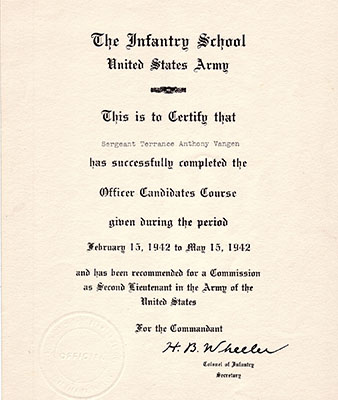 The Infantry School
United States Army
This is to Certify that
Sergeant Terrance Anthony Vangen
has successfully completed the
Officer Candidates Course
given during the period
February 15, 1942 to May 15, 1942
and has been recommended for a Commission
as Second Lieutenant in the Army of the
United States
For the Commandant
H. B. Wheeler
Colonel of Infantry
Secretary
OFFICIAL